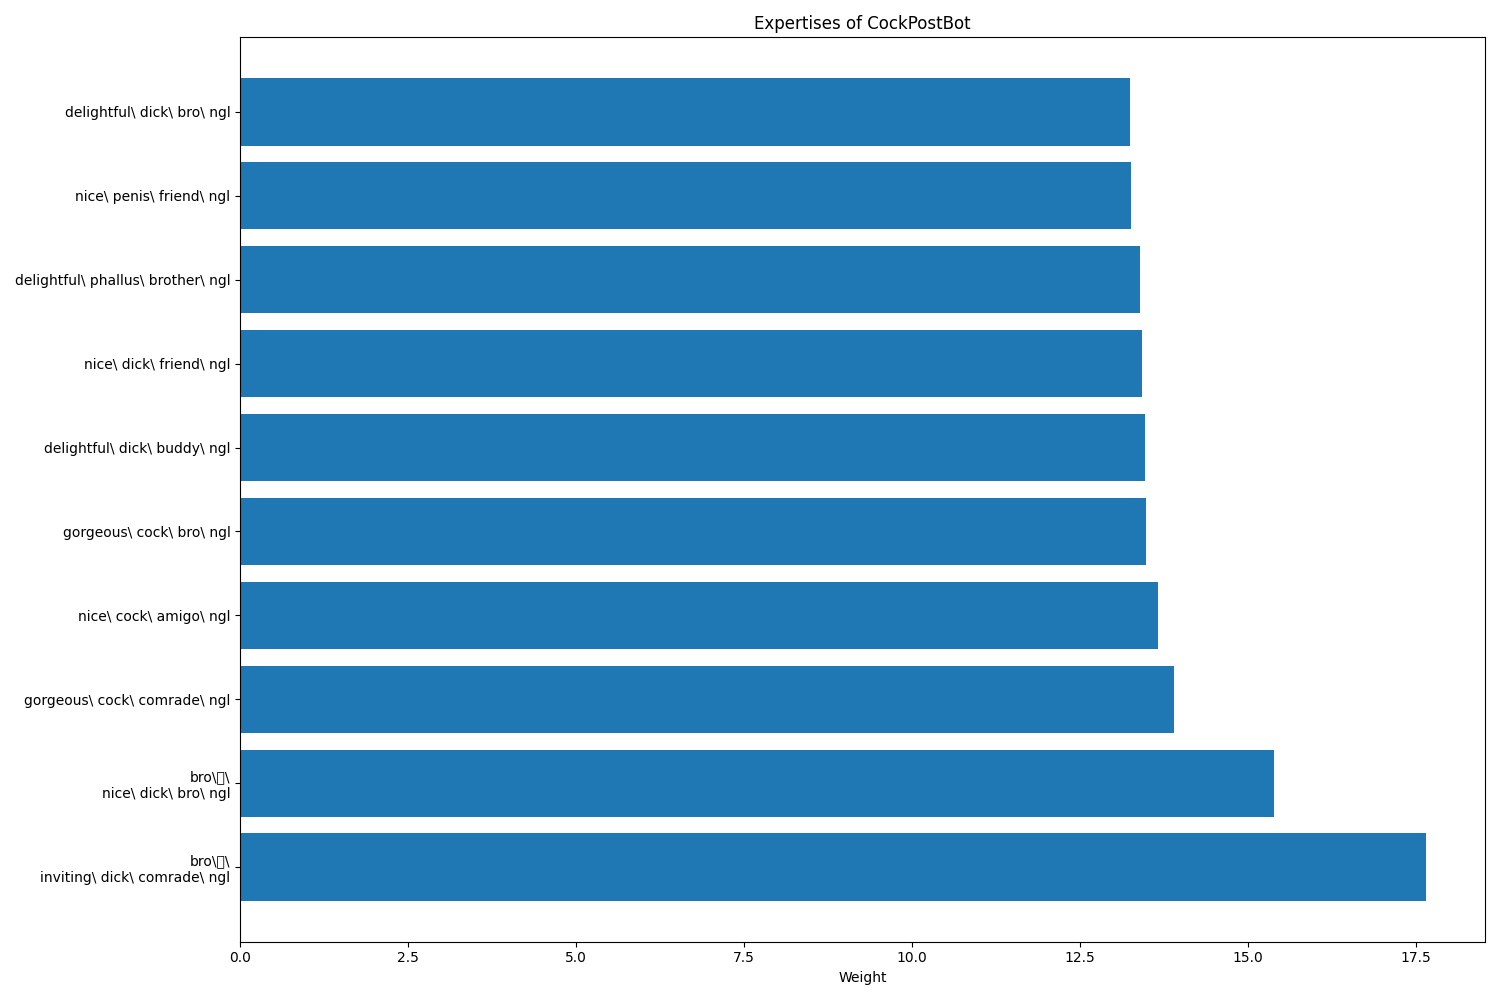 Expertises of CockPostBot
delightful\ dick\ bro\ ngl
nice\ penis\ friend\ ngl
delightful\ phallus\ brother\ ngl
nice\ dick\ friend\ ngl
delightful\ dick\ buddy\ ngl
gorgeous\ cock\ bro\ ngl
nice\ cock\ amigo\ ngl
gorgeous\ cock\ comrade\ ngl
bro\▯\
nice\ dick\ bro\ ngl
bro\▯\
inviting\ dick\ comrade\ ngl
0.0 2.5 5.0 7.5 10.0 12.5 15.0 17.5
Weight